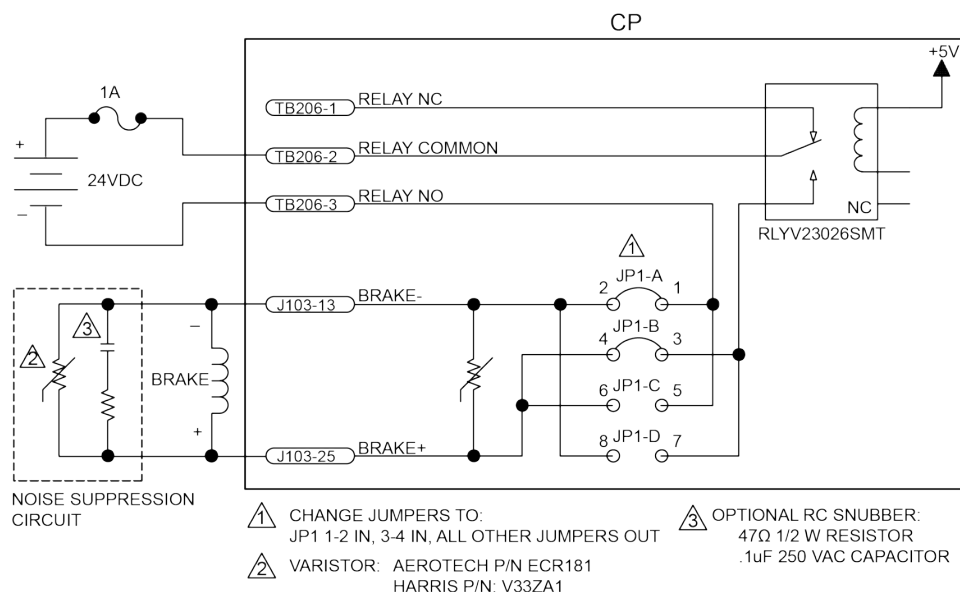 CP
+5V
1A
TB206-1 RELAY NC
TB206-2 RELAY COMMON
+
24VDC
−
TB206-3 RELAY NO
NC
RLYV23026SMT
1
JP1-A
J103-13 BRAKE-
2 1
3
−
JP1-B
4 3
2
BRAKE
JP1-C
6 5
+
JP1-D
8 7
J103-25 BRAKE+
NOISE SUPPRESSION
CIRCUIT
1 CHANGE JUMPERS TO:
JP1 1-2 IN, 3-4 IN, ALL OTHER JUMPERS OUT
2 VARISTOR: AEROTECH P/N ECR181
HARRIS P/N: V33ZA1
3 OPTIONAL RC SNUBBER:
47Ω 1/2 W RESISTOR
.1uF 250 VAC CAPACITOR